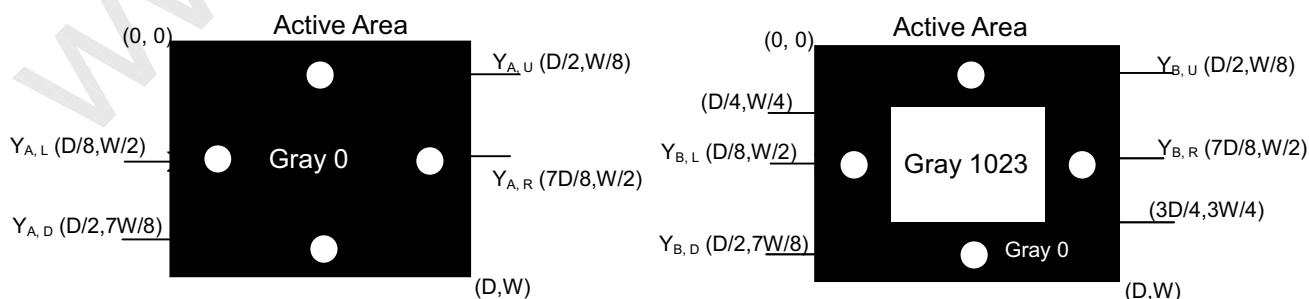 Active Area
(0, 0)
Y_A, U (D/2,W/8)
Y_A, L (D/8,W/2)
Gray 0
Y_A, R (7D/8,W/2)
Y_A, D (D/2,7W/8)
(D,W)
Active Area
(0, 0)
Y_B, U (D/2,W/8)
(D/4,W/4)
Y_B, L (D/8,W/2)
Gray 1023
Y_B, R (7D/8,W/2)
(3D/4,3W/4)
Y_B, D (D/2,7W/8)
Gray 0
(D,W)